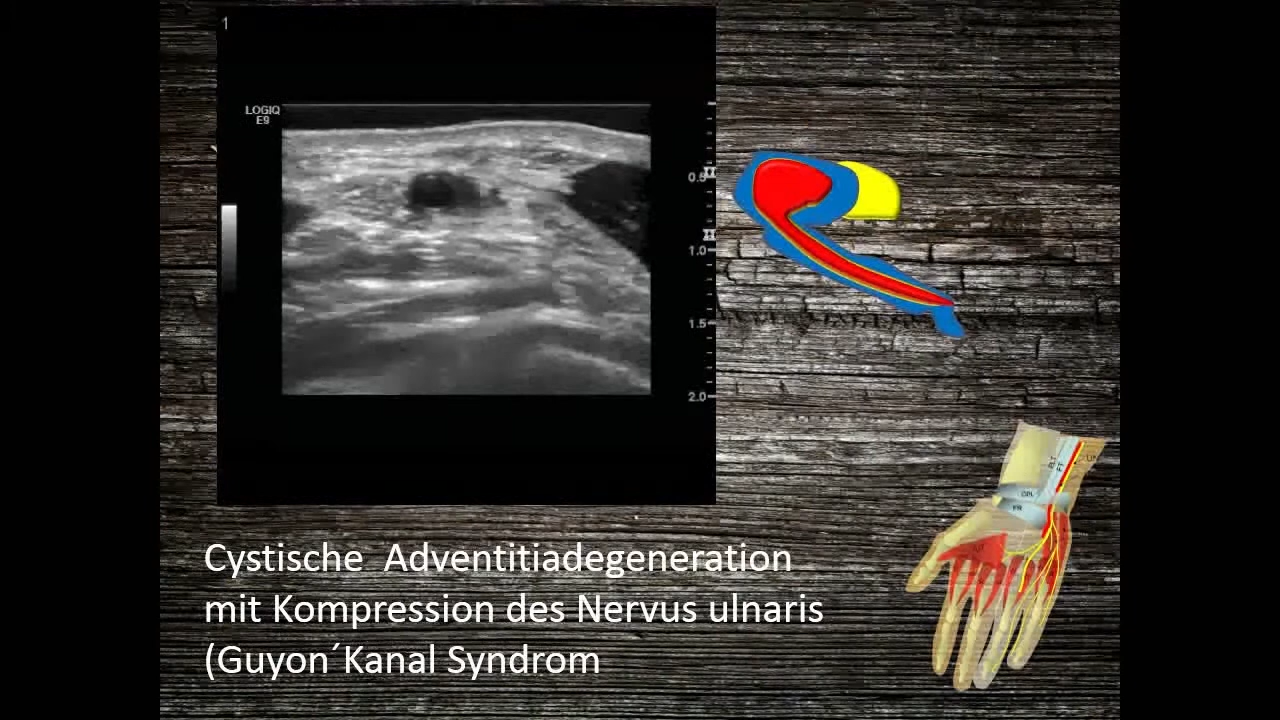 1
LOGIQ
E9
0.5
1.0
1.5
2.0
Cystische Adventitiadegeneration
mit Kompression des Nervus ulnaris
(Guyon´Kanal Syndrom
FT